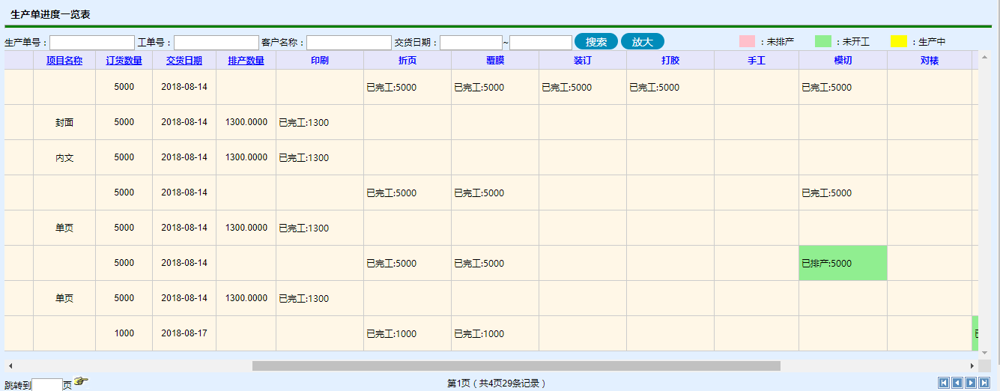 生产单进度一览表
生产单号： 工单号： 客户名称： 交货日期： ~ 搜索 放大 ：未排产 ：未开工 ：生产中
项目名称 订货数量 交货日期 排产数量 印刷 折页 覆膜 装订 打胶 手工 模切 对裱
5000 2018-08-14 已完工:5000 已完工:5000 已完工:5000 已完工:5000 已完工:5000
封面 5000 2018-08-14 1300.0000 已完工:1300
内文 5000 2018-08-14 1300.0000 已完工:1300
5000 2018-08-14 已完工:5000 已完工:5000 已完工:5000
单页 5000 2018-08-14 1300.0000 已完工:1300
5000 2018-08-14 已完工:5000 已完工:5000 已排产:5000
单页 5000 2018-08-14 1300.0000 已完工:1300
1000 2018-08-17 已完工:1000 已完工:1000
跳转到 页 第1页（共4页29条记录）